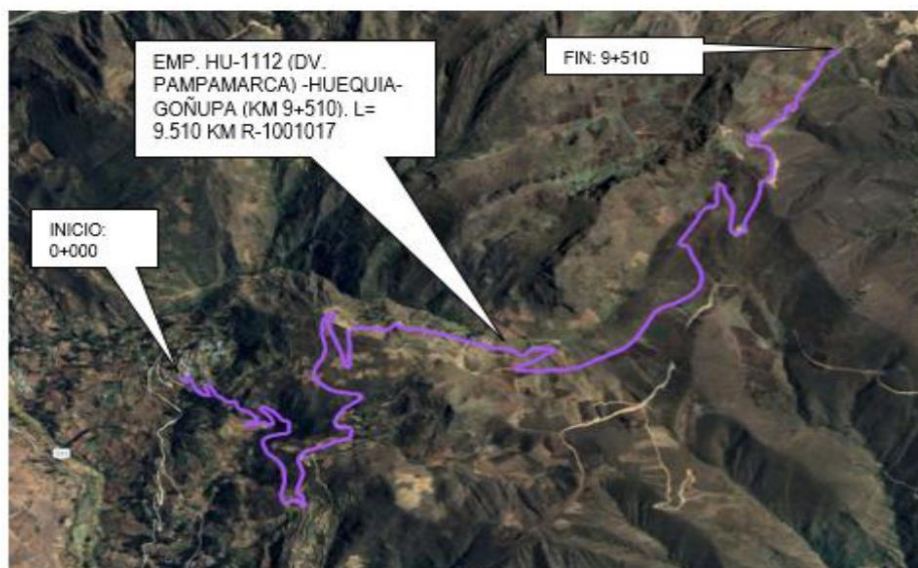 EMP. HU-1112 (DV.
PAMPAMARCA) -HUEQUIA-
GOÑUPA (KM 9+510). L=
9.510 KM R-1001017
FIN: 9+510
INICIO:
0+000